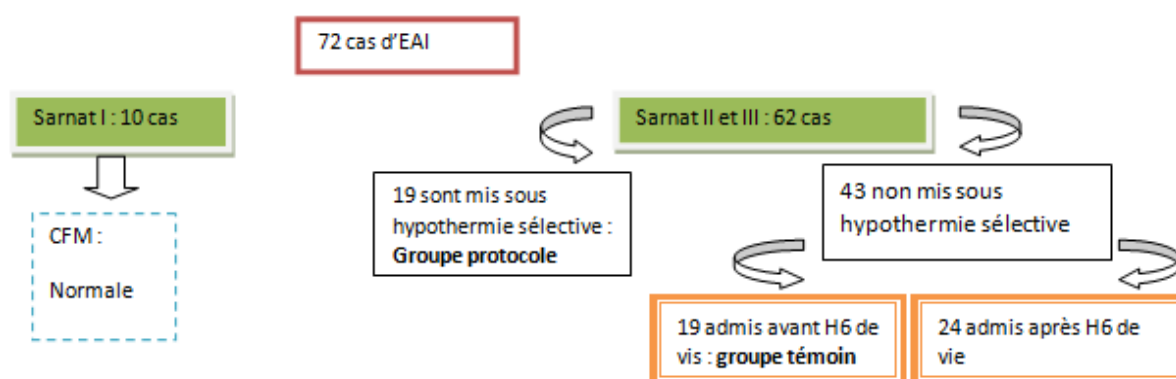 72 cas d'EAI
Sarnat I : 10 cas
Sarnat II et III : 62 cas
CFM :
Normale
19 sont mis sous
hypothermie sélective :
Groupe protocole
43 non mis sous
hypothermie sélective
19 admis avant H6 de
vis : groupe témoin
24 admis après H6 de
vie